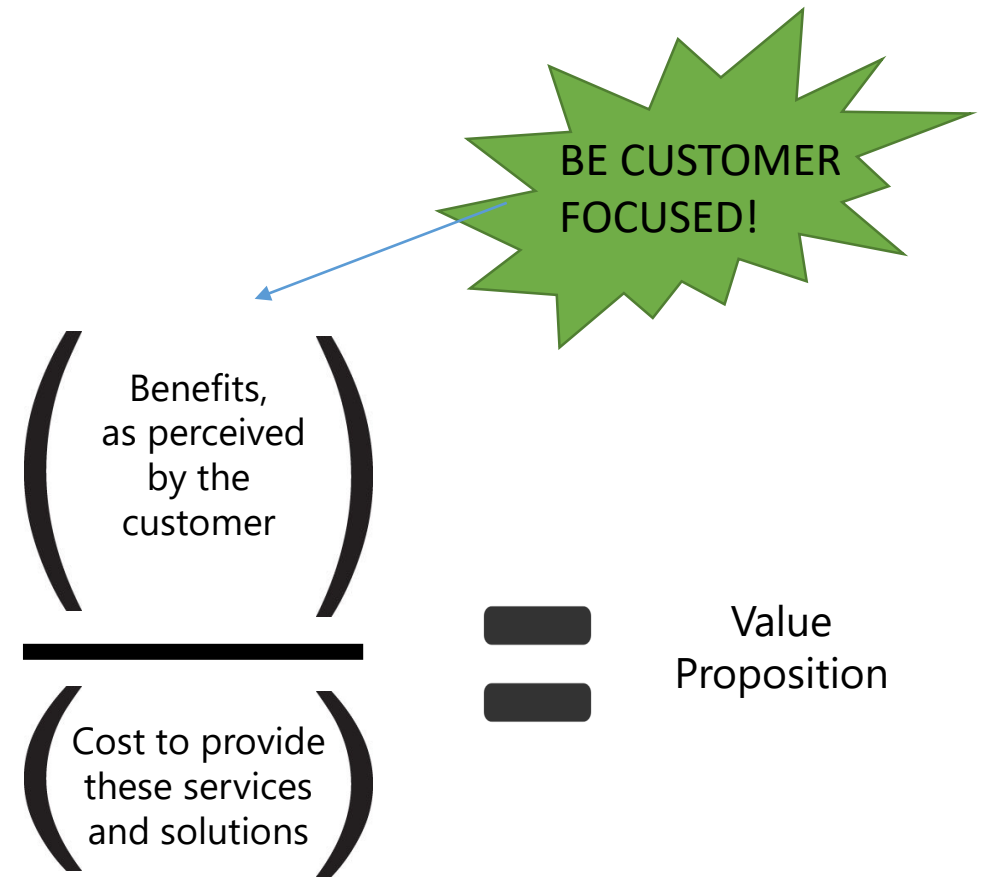 BE CUSTOMER
FOCUSED!
Benefits,
as perceived
by the
customer
Value
Proposition
Cost to provide
these services
and solutions